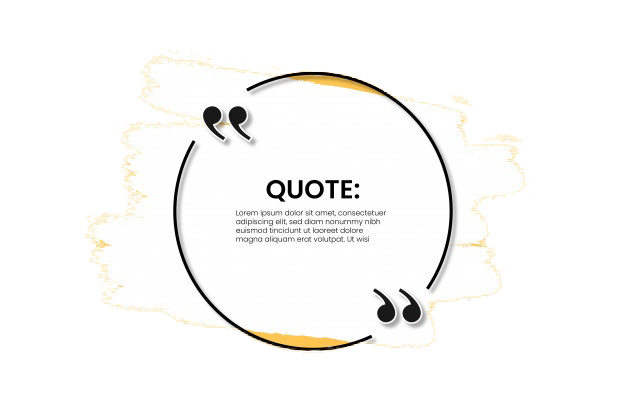 QUOTE:
Lorem ipsum dolor sit amet, consectetuer
adipiscing elit, sed diam nonummy nibh
euismod tincidunt ut laoreet dolore
magna aliquam erat volutpat. Ut wisi